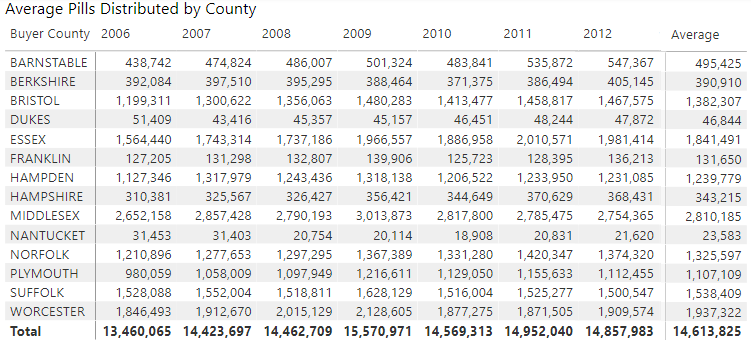 Average Pills Distributed by County
Buyer County 2006 2007 2008 2009 2010 2011 2012 Average
BARNSTABLE 438,742 474,824 486,007 501,324 483,841 535,872 547,367 495,425
BERKSHIRE 392,084 397,510 395,295 388,464 371,375 386,494 405,145 390,910
BRISTOL 1,199,311 1,300,622 1,356,063 1,480,283 1,413,477 1,458,817 1,467,575 1,382,307
DUKES 51,409 43,416 45,357 45,157 46,451 48,244 47,872 46,844
ESSEX 1,564,440 1,743,314 1,737,186 1,966,557 1,886,958 2,010,571 1,981,414 1,841,491
FRANKLIN 127,205 131,298 132,807 139,906 125,723 128,395 136,213 131,650
HAMPDEN 1,127,346 1,317,979 1,243,436 1,318,138 1,206,522 1,233,950 1,231,085 1,239,779
HAMPSHIRE 310,381 325,567 326,427 356,421 344,649 370,629 368,431 343,215
MIDDLESEX 2,652,158 2,857,428 2,790,193 3,013,873 2,817,800 2,785,475 2,754,365 2,810,185
NANTUCKET 31,453 31,403 20,754 20,114 18,908 20,831 21,620 23,583
NORFOLK 1,210,896 1,277,653 1,297,295 1,367,389 1,331,280 1,420,347 1,374,320 1,325,597
PLYMOUTH 980,059 1,058,009 1,097,949 1,216,611 1,129,050 1,155,633 1,112,455 1,107,109
SUFFOLK 1,528,088 1,552,004 1,518,811 1,628,129 1,516,004 1,525,277 1,500,547 1,538,409
WORCESTER 1,846,493 1,912,670 2,015,129 2,128,605 1,877,275 1,871,505 1,909,574 1,937,322
Total 13,460,065 14,423,697 14,462,709 15,570,971 14,569,313 14,952,040 14,857,983 14,613,825